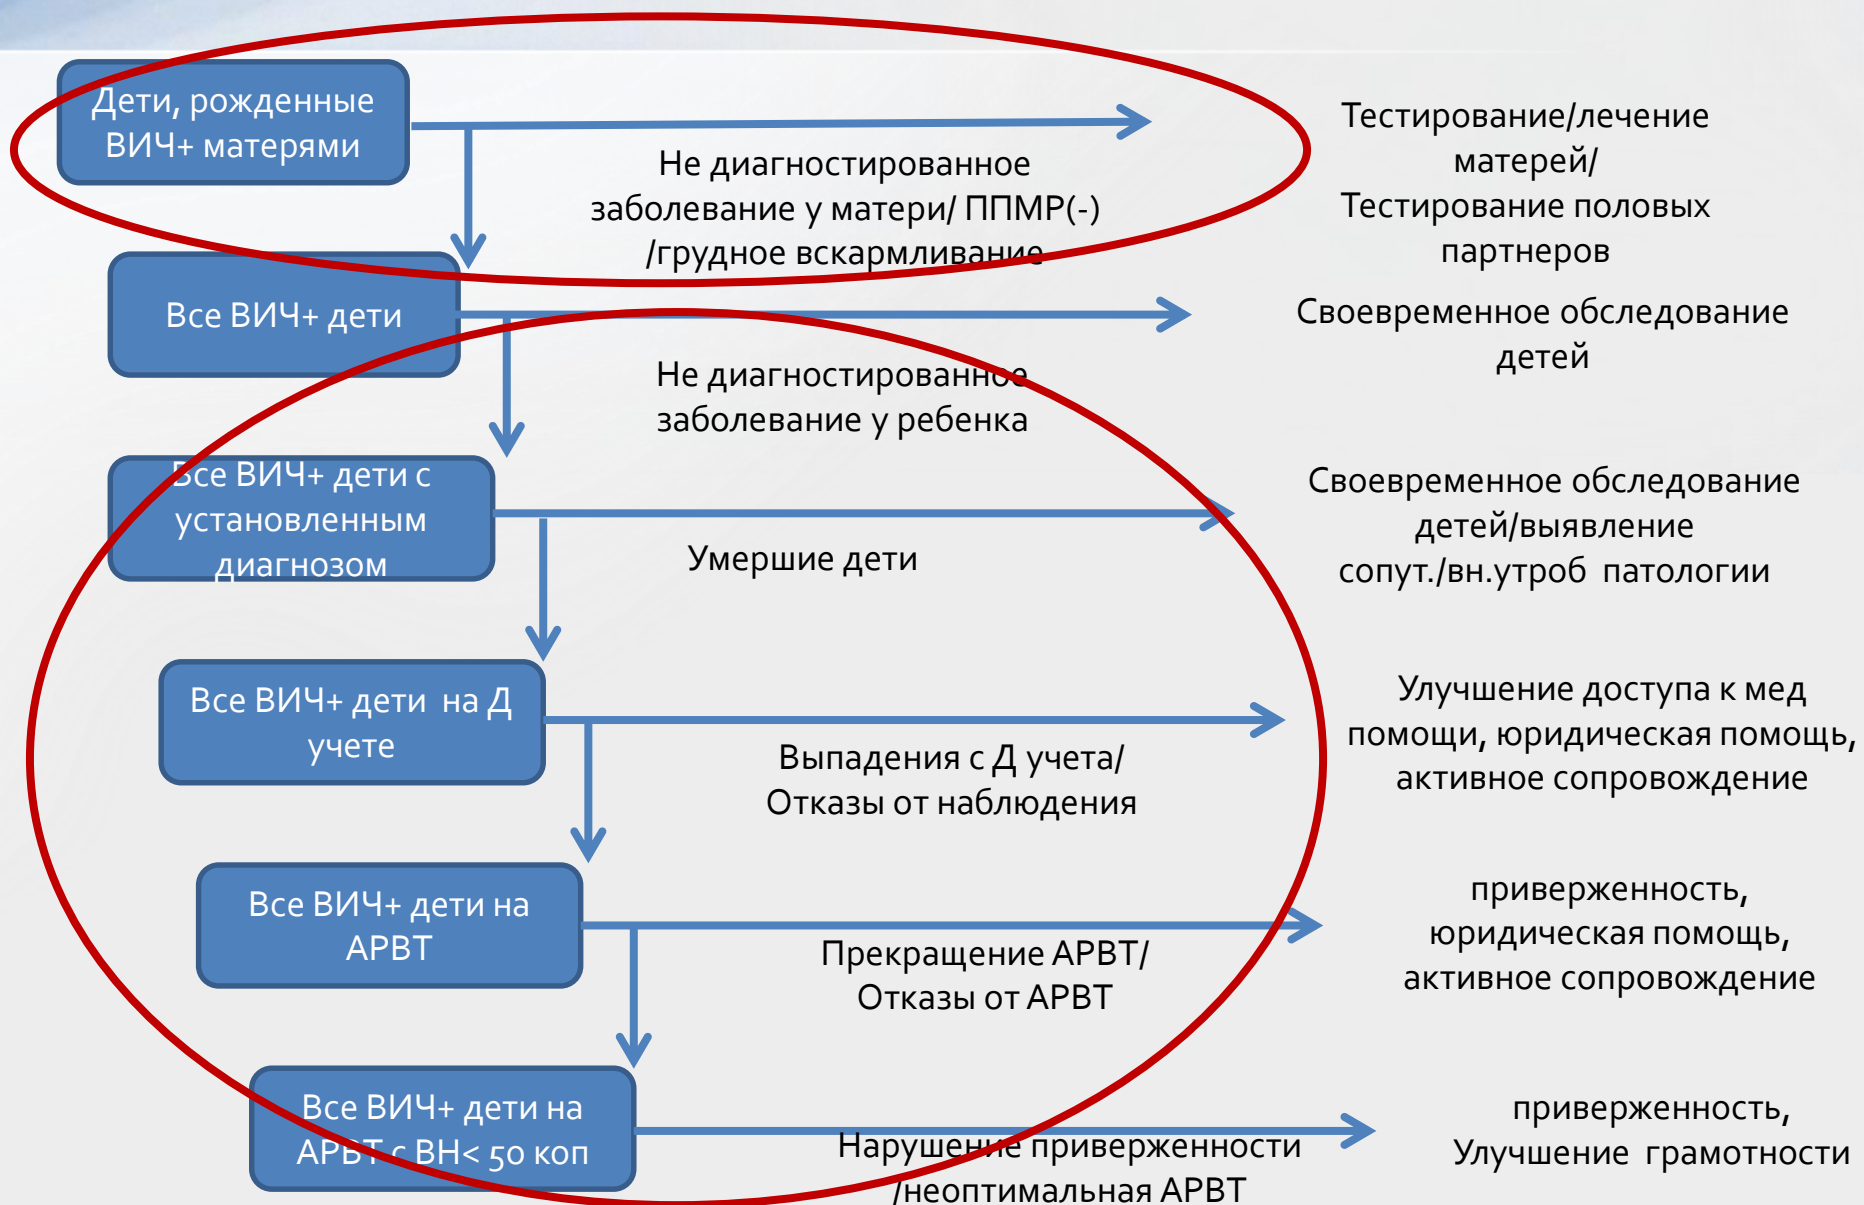 Дети, рожденные
ВИЧ+ матерями
Не диагностированное
заболевание у матери/ ППМР(-)
/грудное вскармливание
Тестирование/лечение
матерей/
Тестирование половых
партнеров
Все ВИЧ+ дети
Не диагностированное
заболевание у ребенка
Своевременное обследование
детей
Все ВИЧ+ дети с
установленным
диагнозом
Умершие дети
Своевременное обследование
детей/выявление
сопут./вн.утроб патологии
Все ВИЧ+ дети на Д
учете
Выпадения с Д учета/
Отказы от наблюдения
Улучшение доступа к мед
помощи, юридическая помощь,
активное сопровождение
Все ВИЧ+ дети на
АРВТ
Прекращение АРВТ/
Отказы от АРВТ
приверженность,
юридическая помощь,
активное сопровождение
Все ВИЧ+ дети на
АРВТ с ВН< 50 коп
Нарушение приверженности
/неоптимальная АРВТ
приверженность,
Улучшение грамотности